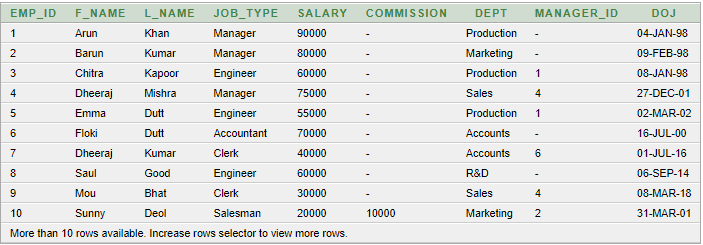 EMP_ID F_NAME L_NAME JOB_TYPE SALARY COMMISSION DEPT MANAGER_ID DOJ
1 Arun Khan Manager 90000 - Production - 04-JAN-98
2 Barun Kumar Manager 80000 - Marketing - 09-FEB-98
3 Chitra Kapoor Engineer 60000 - Production 1 08-JAN-98
4 Dheeraj Mishra Manager 75000 - Sales 4 27-DEC-01
5 Emma Dutt Engineer 55000 - Production 1 02-MAR-02
6 Floki Dutt Accountant 70000 - Accounts - 16-JUL-00
7 Dheeraj Kumar Clerk 40000 - Accounts 6 01-JUL-16
8 Saul Good Engineer 60000 - R&D - 06-SEP-14
9 Mou Bhat Clerk 30000 - Sales 4 08-MAR-18
10 Sunny Deol Salesman 20000 10000 Marketing 2 31-MAR-01
More than 10 rows available. Increase rows selector to view more rows.